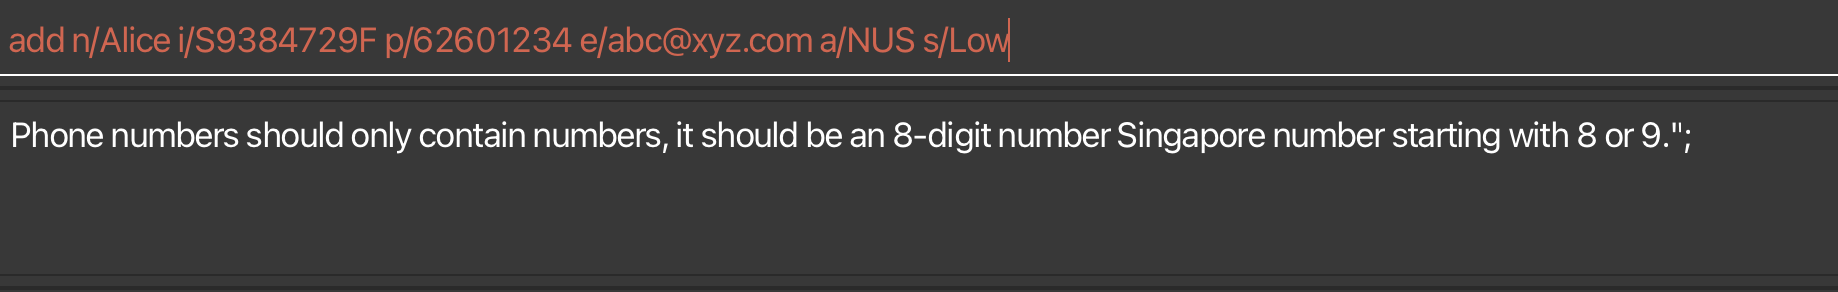 add n/Alice i/S9384729F p/62601234 e/abc@xyz.com a/NUS s/Low
Phone numbers should only contain numbers, it should be an 8-digit number Singapore number starting with 8 or 9.";